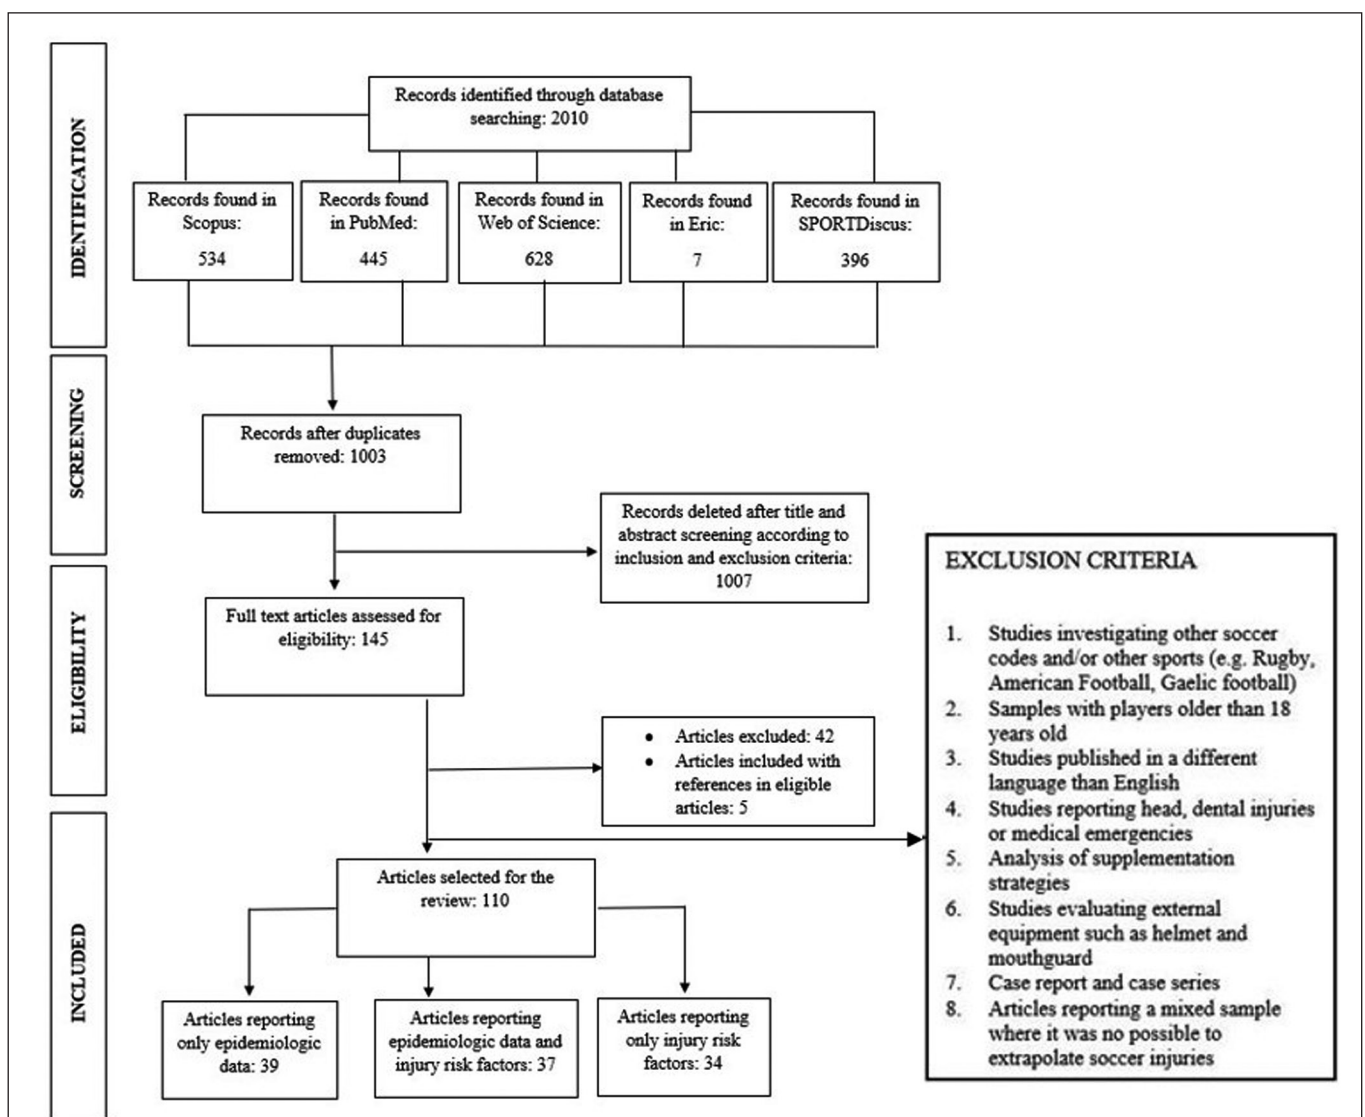 IDENTIFICATION
Records identified through database
searching: 2010
Records found in
Scopus:
534
Records found
in PubMed:
445
Records found in
Web of Science:
628
Records found
in Eric:
7
Records found in
SPORTDiscus:
396
SCREENING
Records after duplicates
removed: 1003
Records deleted after title and
abstract screening according to
inclusion and exclusion criteria:
1007
ELIGIBILITY
Full text articles assessed for
eligibility: 145
• Articles excluded: 42
• Articles included with
references in eligible
articles: 5
INCLUDED
Articles selected for the
review: 110
Articles reporting
only epidemiologic
data: 39
Articles reporting
epidemiologic data and
injury risk factors: 37
Articles reporting
only injury risk
factors: 34
EXCLUSION CRITERIA
1. Studies investigating other soccer
codes and/or other sports (e.g. Rugby,
American Football, Gaelic football)
2. Samples with players older than 18
years old
3. Studies published in a different
language than English
4. Studies reporting head, dental injuries
or medical emergencies
5. Analysis of supplementation
strategies
6. Studies evaluating external
equipment such as helmet and
mouthguard
7. Case report and case series
8. Articles reporting a mixed sample
where it was no possible to
extrapolate soccer injuries